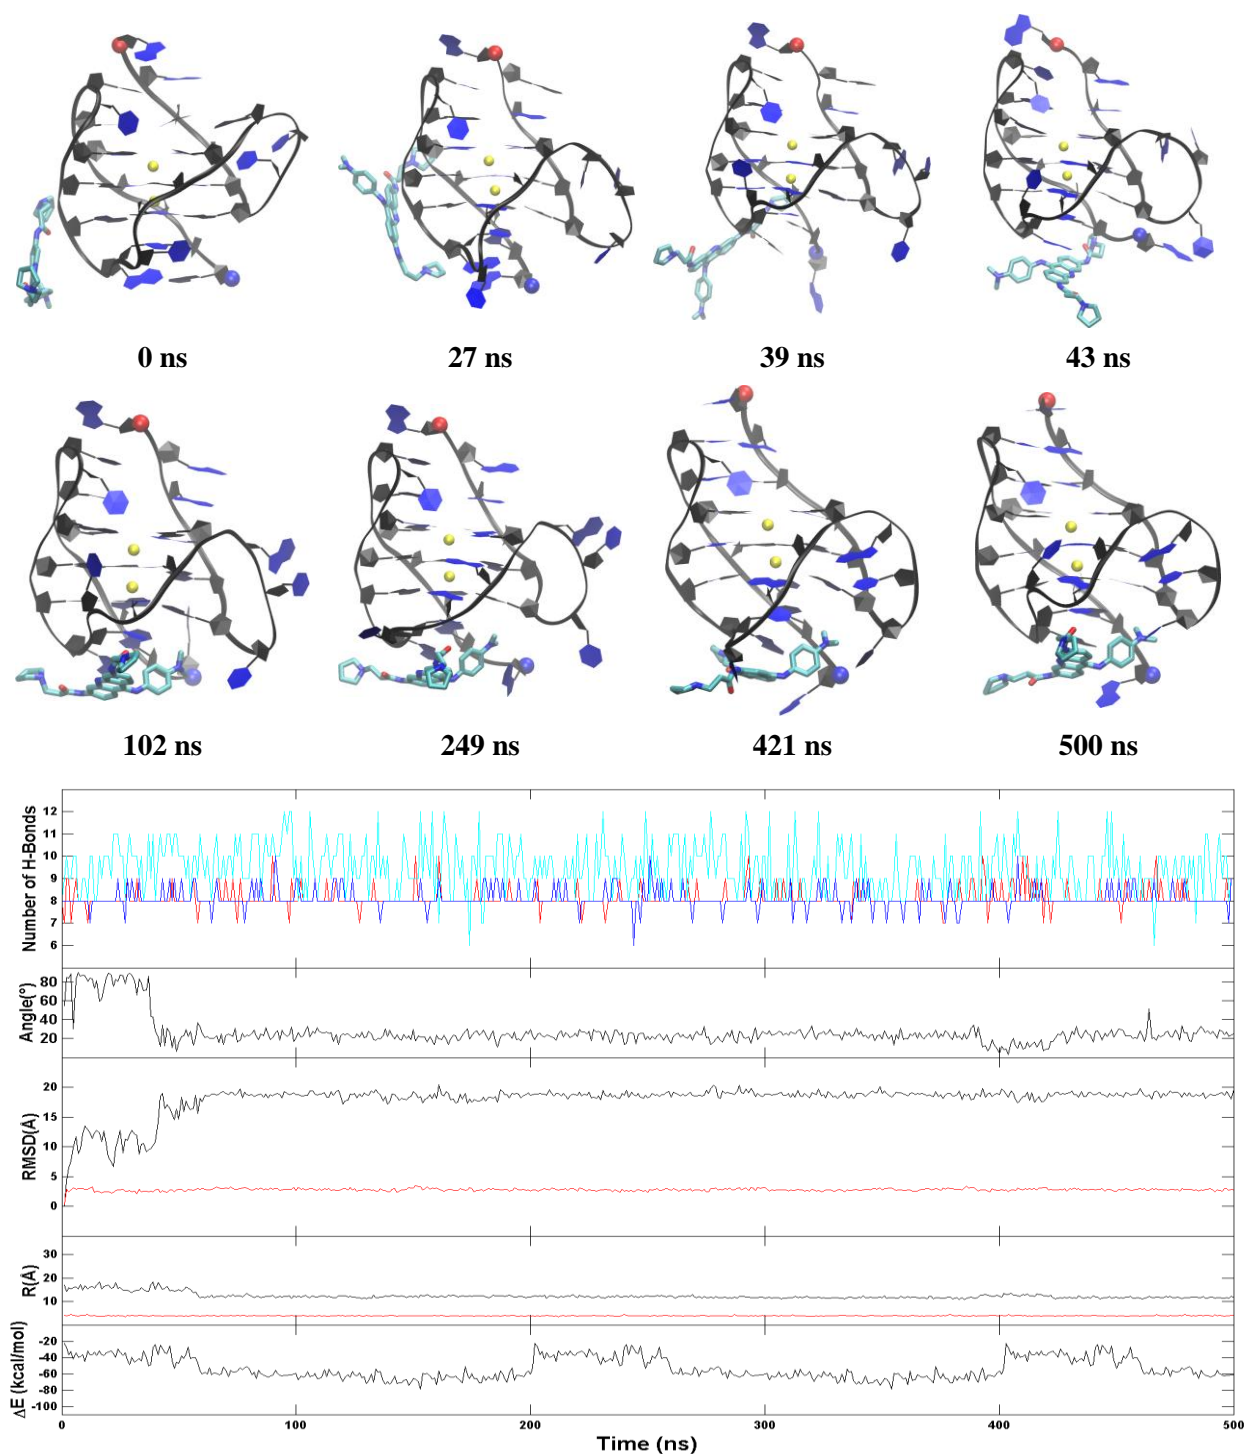 0 ns 27 ns 39 ns 43 ns
102 ns 249 ns 421 ns 500 ns
Number of H-Bonds
12
11
10
9
8
7
6
Angle(°)
80
60
40
20
RMSD(Å)
20
15
10
5
0
R(Å)
30
20
10
ΔE (kcal/mol)
-20
-40
-60
-80
-100
0 100 200 300 400 500
Time (ns)